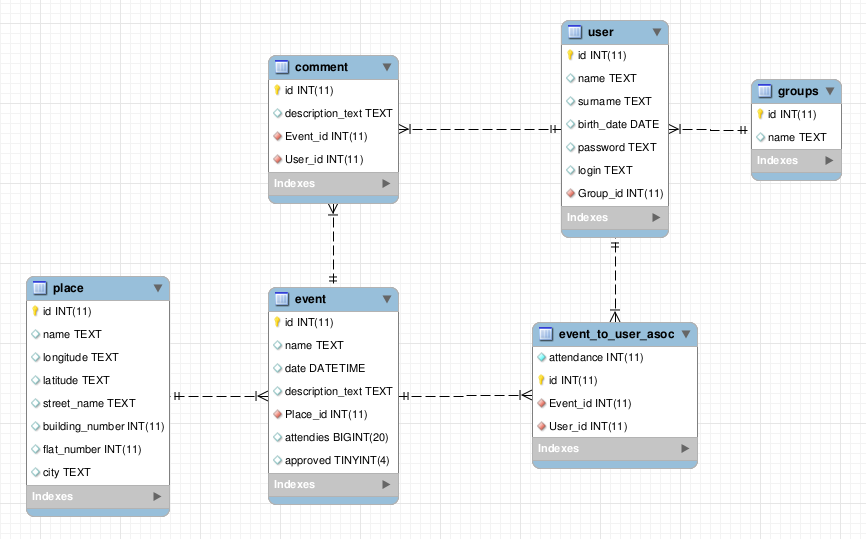 user
id INT(11)
name TEXT
surname TEXT
birth_date DATE
password TEXT
login TEXT
Group_id INT(11)
Indexes
comment
id INT(11)
description_text TEXT
Event_id INT(11)
User_id INT(11)
Indexes
groups
id INT(11)
name TEXT
Indexes
place
id INT(11)
name TEXT
longitude TEXT
latitude TEXT
street_name TEXT
building_number INT(11)
flat_number INT(11)
city TEXT
Indexes
event
id INT(11)
name TEXT
date DATETIME
description_text TEXT
Place_id INT(11)
attendies BIGINT(20)
approved TINYINT(4)
Indexes
event_to_user_asoc
attendance INT(11)
id INT(11)
Event_id INT(11)
User_id INT(11)
Indexes